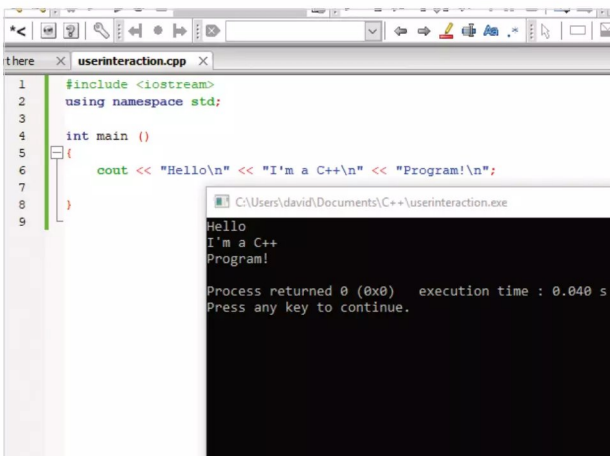 t here
userinteraction.cpp
1 #include <iostream>
2 using namespace std;
3
4 int main ()
5 {
6 cout << "Hello\n" << "I'm a C++\n" << "Program!\n";
7
8 }
9
C:\Users\david\Documents\C++\userinteraction.exe
Hello
I'm a C++
Program!
Process returned 0 (0x0) execution time : 0.040 s
Press any key to continue.